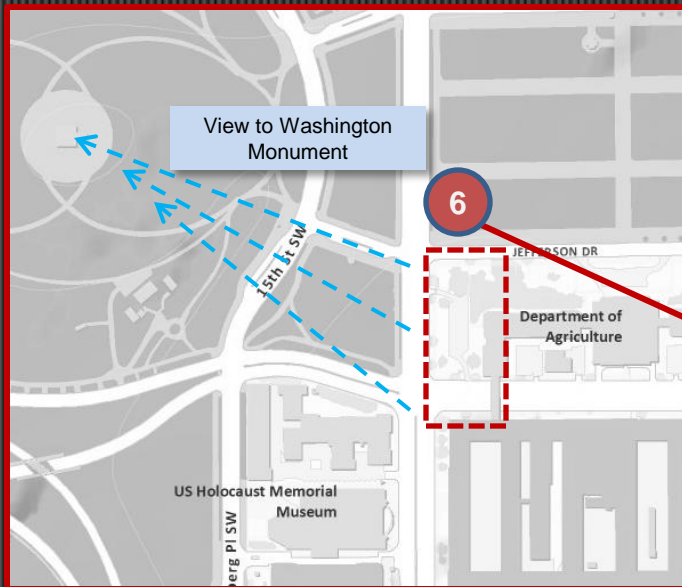 View to Washington
Monument
6
JEFFERSON DR
15th St SW
Department of
Agriculture
US Holocaust Memorial
Museum
berg Pl SW